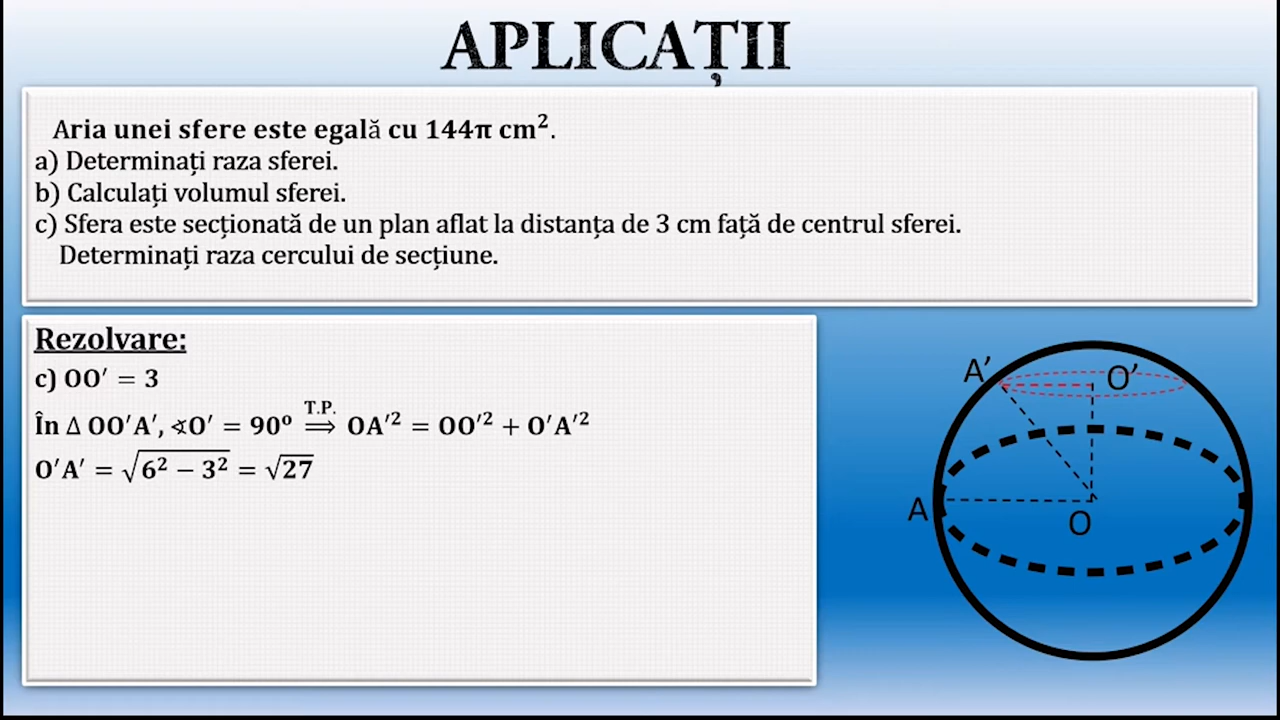 APLICAȚII
Aria unei sfere este egală cu 144π cm².
a) Determinați raza sferei.
b) Calculați volumul sferei.
c) Sfera este secționată de un plan aflat la distanța de 3 cm față de centrul sferei.
Determinați raza cercului de secțiune.
Rezolvare:
c) OO′ = 3
În Δ OO′A′, ∢O′ = 90⁰ T.P. ⟹ OA′² = OO′² + O′A′²
O′A′ = √(6² − 3²) = √27
A’
O’
A
O